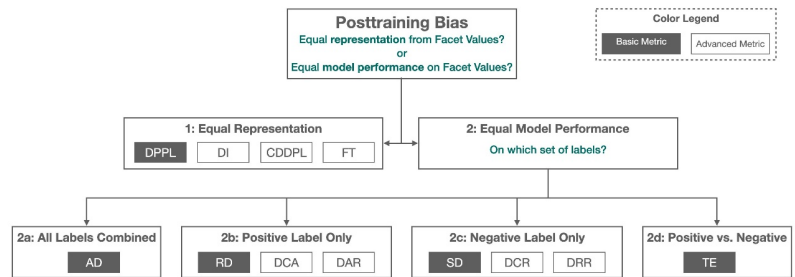 Posttraining Bias
Equal representation from Facet Values?
or
Equal model performance on Facet Values?
Color Legend
Basic Metric
Advanced Metric
1: Equal Representation
DPPL
DI
CDDPL
FT
2: Equal Model Performance
On which set of labels?
2a: All Labels Combined
AD
2b: Positive Label Only
RD
DCA
DAR
2c: Negative Label Only
SD
DCR
DRR
2d: Positive vs. Negative
TE